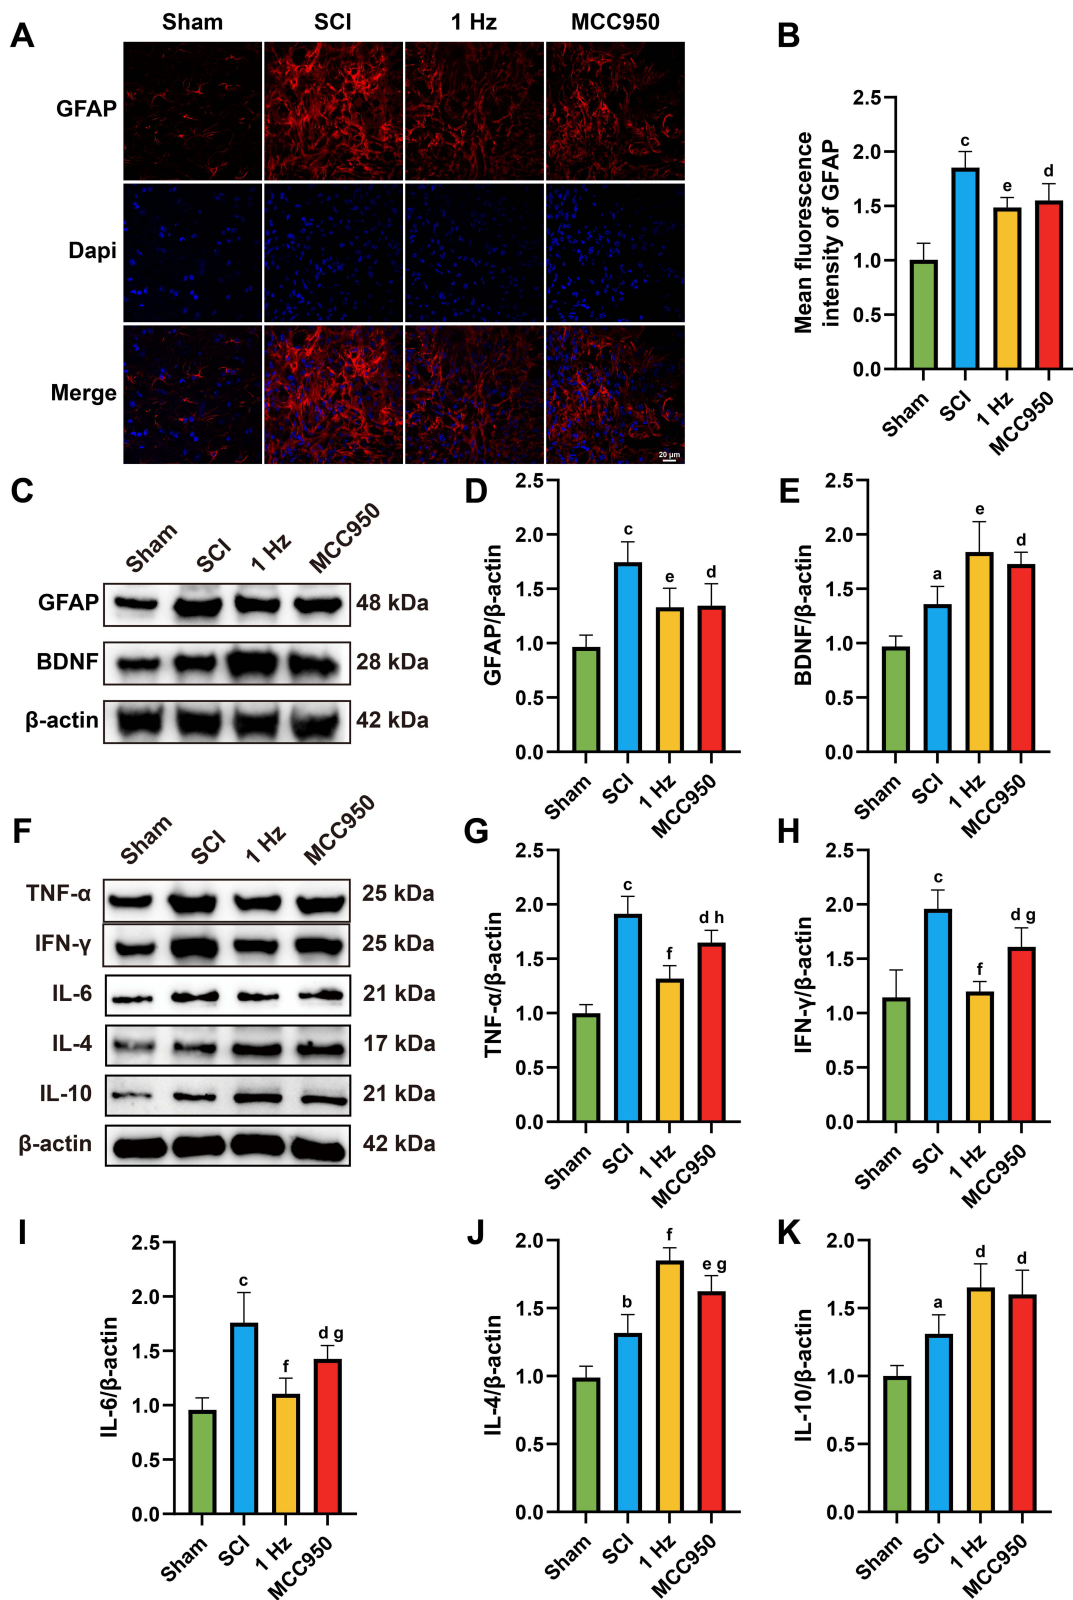 A
Sham SCI 1 Hz MCC950
GFAP
Dapi
Merge
20 μm
B
Mean fluorescence
intensity of GFAP
2.5
2.0
1.5
1.0
0.5
0.0
c
e
d
Sham SCI 1 Hz MCC950
C
Sham SCI 1 Hz MCC950
GFAP 48 kDa
BDNF 28 kDa
β-actin 42 kDa
D
GFAP/β-actin
2.5
2.0
1.5
1.0
0.5
0.0
c
e
d
Sham SCI 1 Hz MCC950
E
BDNF/β-actin
2.5
2.0
1.5
1.0
0.5
0.0
a
e
d
Sham SCI 1 Hz MCC950
F
Sham SCI 1 Hz MCC950
TNF-α 25 kDa
IFN-γ 25 kDa
IL-6 21 kDa
IL-4 17 kDa
IL-10 21 kDa
β-actin 42 kDa
G
TNF-α/β-actin
2.5
2.0
1.5
1.0
0.5
0.0
c
f
d h
Sham SCI 1 Hz MCC950
H
IFN-γ/β-actin
2.5
2.0
1.5
1.0
0.5
0.0
c
f
d g
Sham SCI 1 Hz MCC950
I
IL-6/β-actin
2.5
2.0
1.5
1.0
0.5
0.0
c
f
d g
Sham SCI 1 Hz MCC950
J
IL-4/β-actin
2.0
1.5
1.0
0.5
0.0
b
f
e g
Sham SCI 1 Hz MCC950
K
IL-10/β-actin
2.0
1.5
1.0
0.5
0.0
a
d
d
Sham SCI 1 Hz MCC950